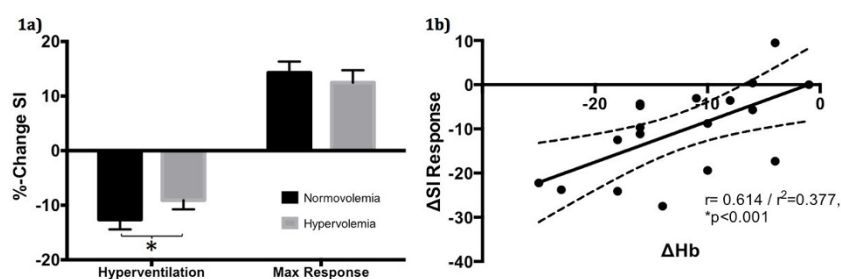 1a)
%-Change SI
20
10
0
-10
-20
*
Normovolemia
Hypervolemia
Hyperventilation
Max Response
1b)
ΔSI Response
10
0
-10
-20
-30
-40
-20
-10
0
r= 0.614 / r²=0.377,
*p<0.001
ΔHb